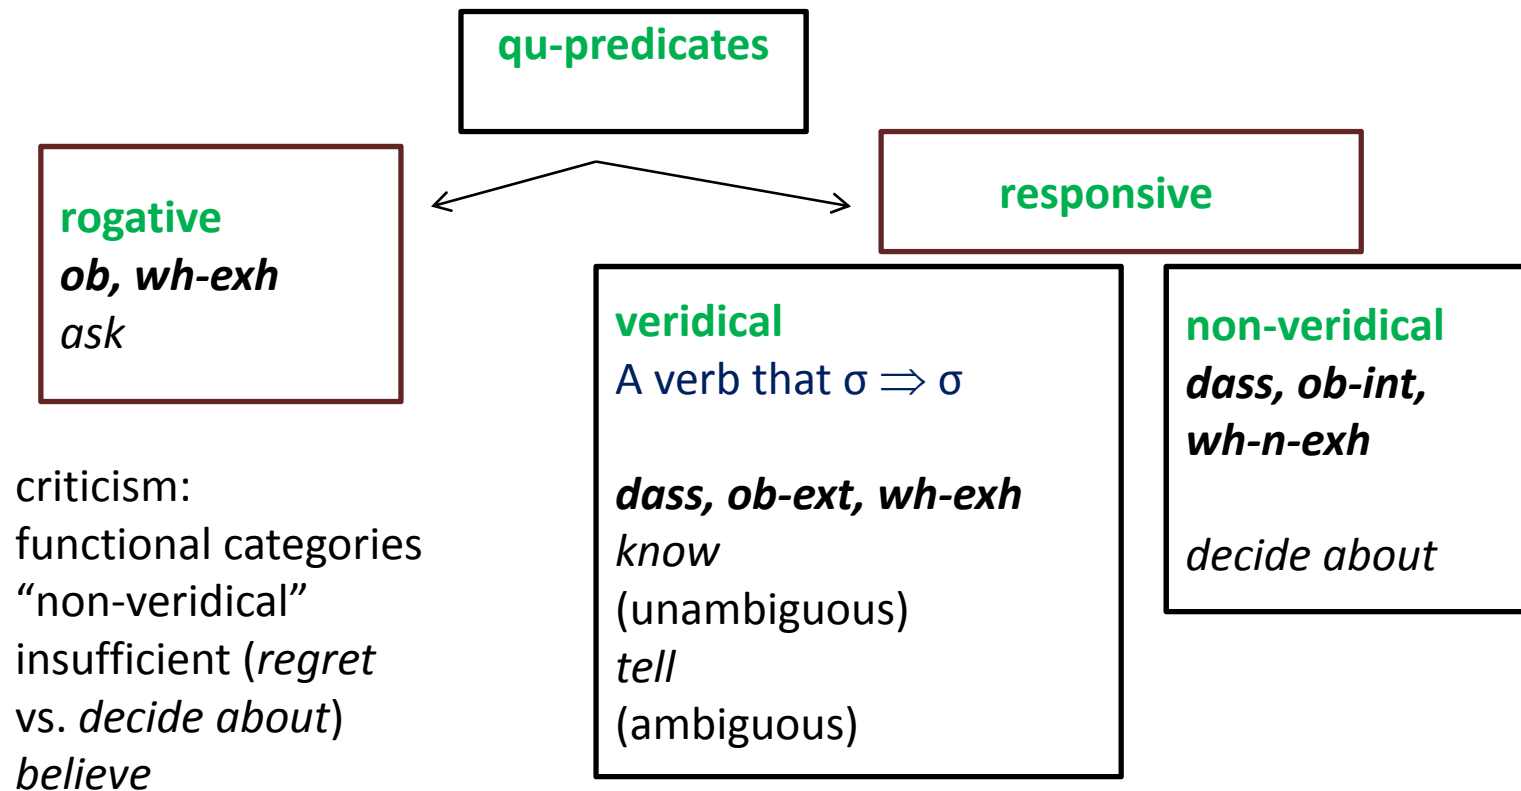 qu-predicates
rogative
ob, wh-exh
ask
responsive
veridical
A verb that σ ⇒ σ
dass, ob-ext, wh-exh
know
(unambiguous)
tell
(ambiguous)
non-veridical
dass, ob-int,
wh-n-exh
decide about
criticism:
functional categories
“non-veridical”
insufficient (regret
vs. decide about)
believe